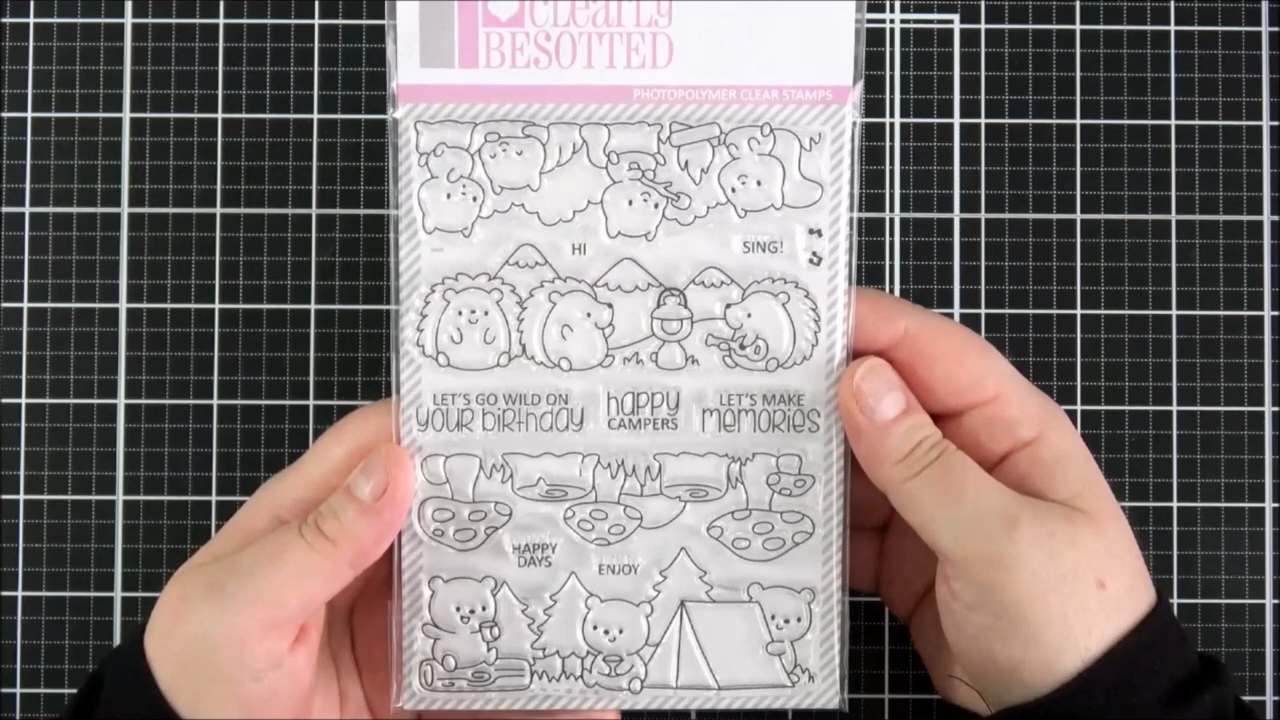 CLEARLY
BESOTTED
PHOTOPOLYMER CLEAR STAMPS
HI
SING!
LET'S GO WILD ON
your birthday
happy
CAMPERS
LET'S MAKE
memories
HAPPY
DAYS
ENJOY